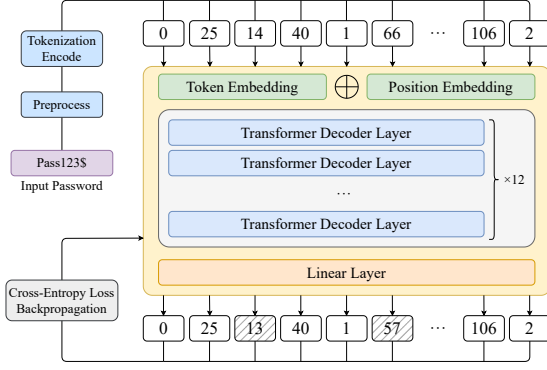 Tokenization
Encode
0 25 14 40 1 66 ... 106 2
Token Embedding
Position Embedding
Preprocess
Transformer Decoder Layer
Pass123$
Transformer Decoder Layer
Input Password
...
×12
Transformer Decoder Layer
Linear Layer
Cross-Entropy Loss
Backpropagation
0 25 13 40 1 57 ... 106 2